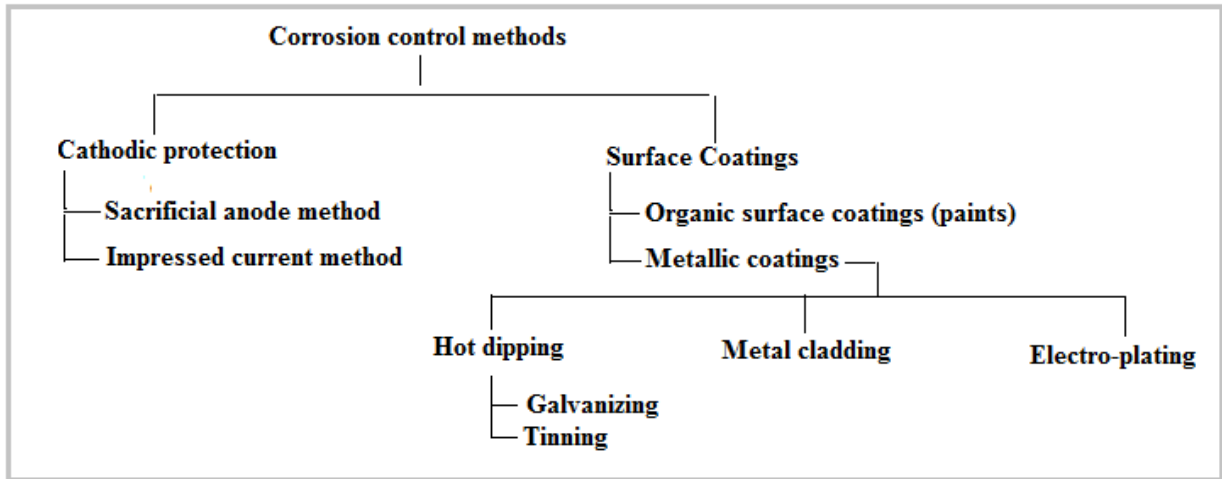 Corrosion control methods
Cathodic protection
Sacrificial anode method
Impressed current method
Surface Coatings
Organic surface coatings (paints)
Metallic coatings
Hot dipping
Galvanizing
Tinning
Metal cladding
Electro-plating